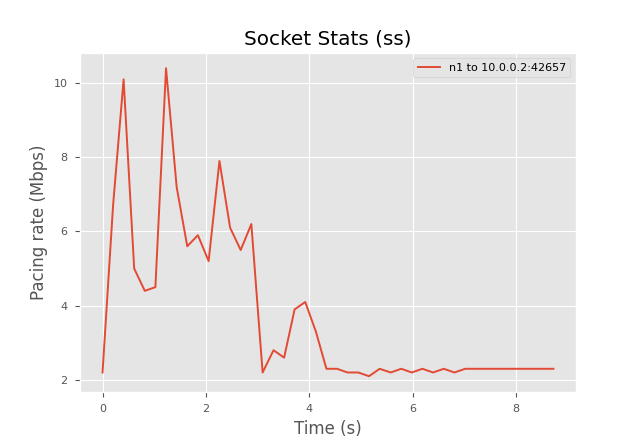 Socket Stats (ss)
n1 to 10.0.0.2:42657
Pacing rate (Mbps)
10
8
6
4
2
0 2 4 6 8
Time (s)